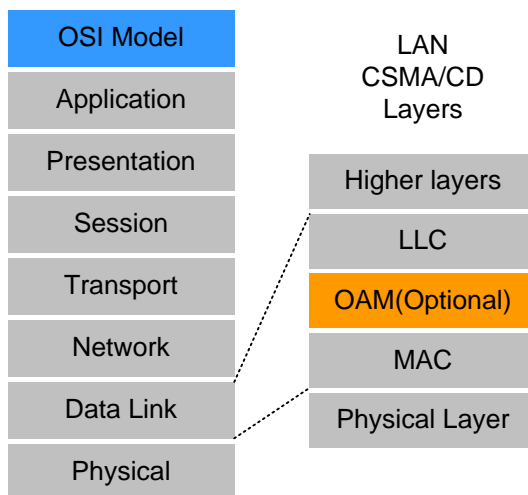 OSI Model
Application
Presentation
Session
Transport
Network
Data Link
Physical
LAN
CSMA/CD
Layers
Higher layers
LLC
OAM(Optional)
MAC
Physical Layer